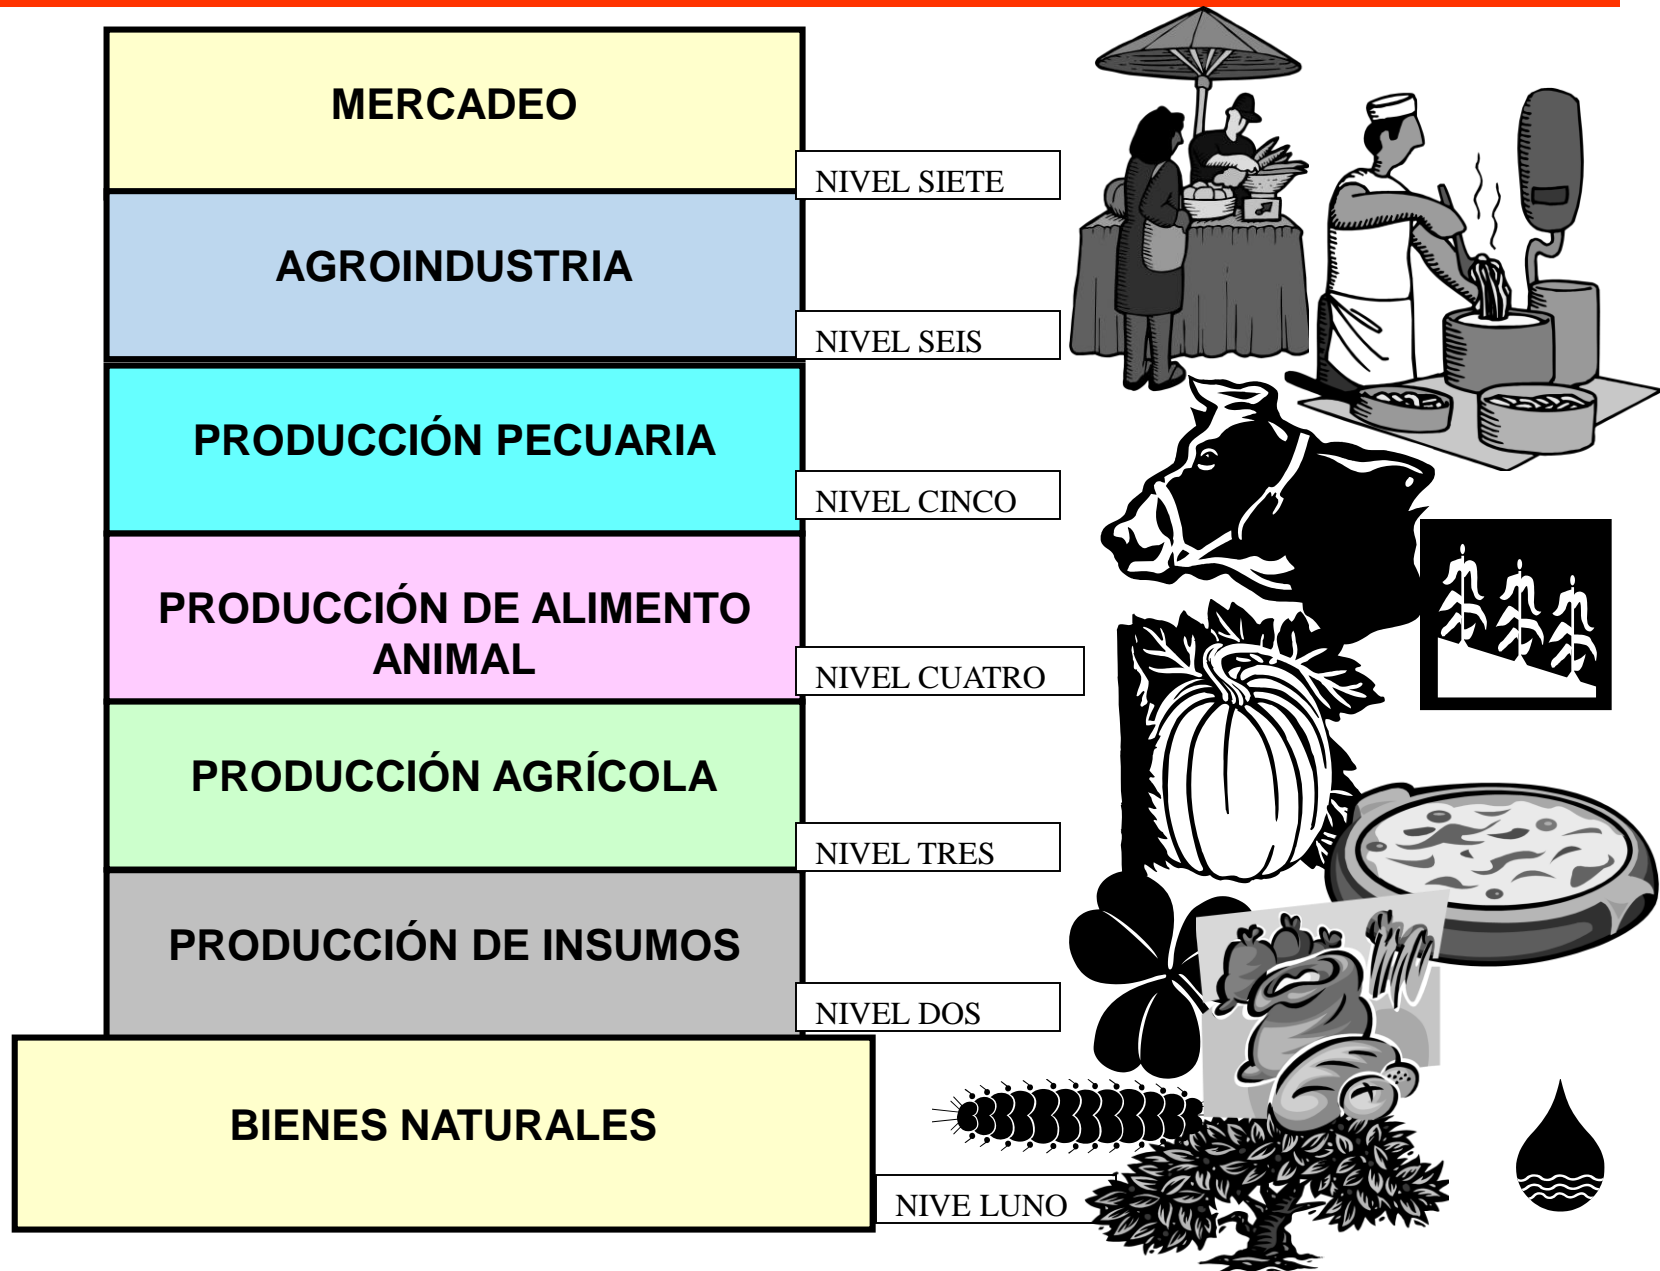 MERCADEO
NIVEL SIETE
AGROINDUSTRIA
NIVEL SEIS
PRODUCCIÓN PECUARIA
NIVEL CINCO
PRODUCCIÓN DE ALIMENTO
ANIMAL
NIVEL CUATRO
PRODUCCIÓN AGRÍCOLA
NIVEL TRES
PRODUCCIÓN DE INSUMOS
NIVEL DOS
BIENES NATURALES
NIVE LUNO